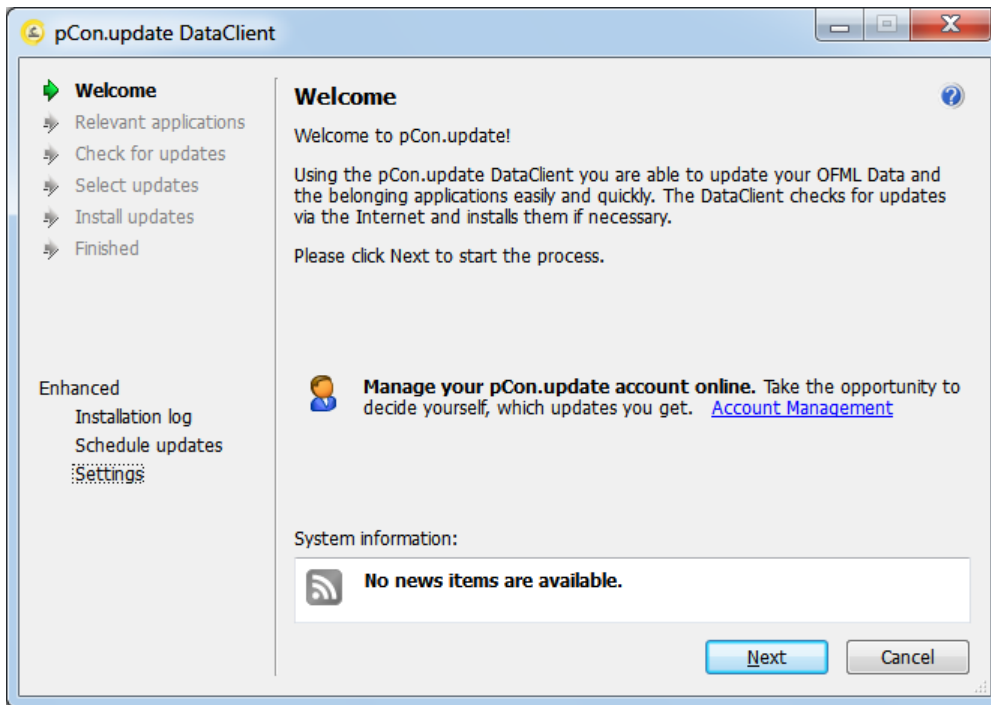 pCon.update DataClient
Welcome
Relevant applications
Check for updates
Select updates
Install updates
Finished
Enhanced
Installation log
Schedule updates
Settings
Welcome
Welcome to pCon.update!
Using the pCon.update DataClient you are able to update your OFML Data and
the belonging applications easily and quickly. The DataClient checks for updates
via the Internet and installs them if necessary.
Please click Next to start the process.
Manage your pCon.update account online. Take the opportunity to
decide yourself, which updates you get. Account Management
System information:
No news items are available.
Next
Cancel